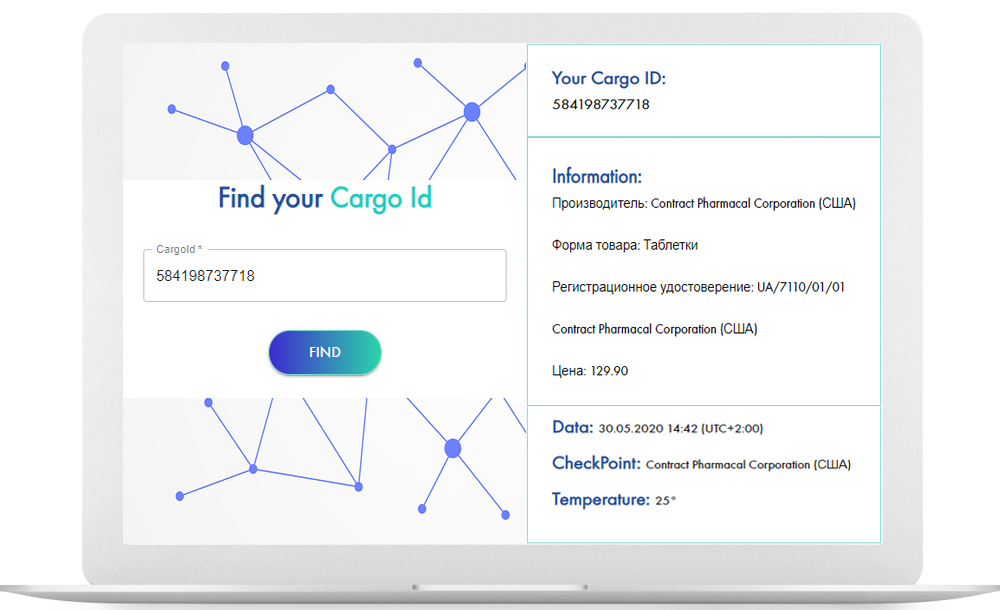 Find your Cargo Id
CargoId *
584198737718
FIND
Your Cargo ID:
584198737718
Information:
Производитель: Contract Pharmacal Corporation (США)
Форма товара: Таблетки
Регистрационное удостоверение: UA/7110/01/01
Contract Pharmacal Corporation (США)
Цена: 129.90
Data: 30.05.2020 14:42 (UTC+2:00)
CheckPoint: Contract Pharmacal Corporation (США)
Temperature: 25°